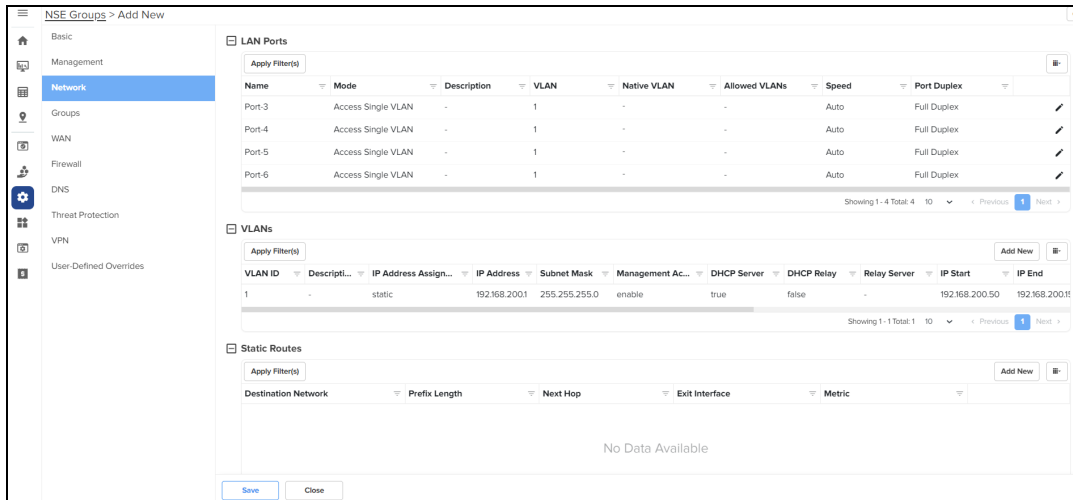 NSE Groups > Add New
Basic
Management
Network
Groups
WAN
Firewall
DNS
Threat Protection
VPN
User-Defined Overrides
LAN Ports
Apply Filter(s)
Name Mode Description VLAN Native VLAN Allowed VLANs Speed Port Duplex
Port-3 Access Single VLAN - 1 - - Auto Full Duplex
Port-4 Access Single VLAN - 1 - - Auto Full Duplex
Port-5 Access Single VLAN - 1 - - Auto Full Duplex
Port-6 Access Single VLAN - 1 - - Auto Full Duplex
Showing 1 - 4 Total: 4 10 < Previous 1 Next >
VLANs
Apply Filter(s) Add New
VLAN ID Descripti... IP Address Assign... IP Address Subnet Mask Management Ac... DHCP Server DHCP Relay Relay Server IP Start IP End
1 - static 192.168.200.1 255.255.255.0 enable true false - 192.168.200.50 192.168.200.15
Showing 1 - 1 Total: 1 10 < Previous 1 Next >
Static Routes
Apply Filter(s) Add New
Destination Network Prefix Length Next Hop Exit Interface Metric
No Data Available
Save Close